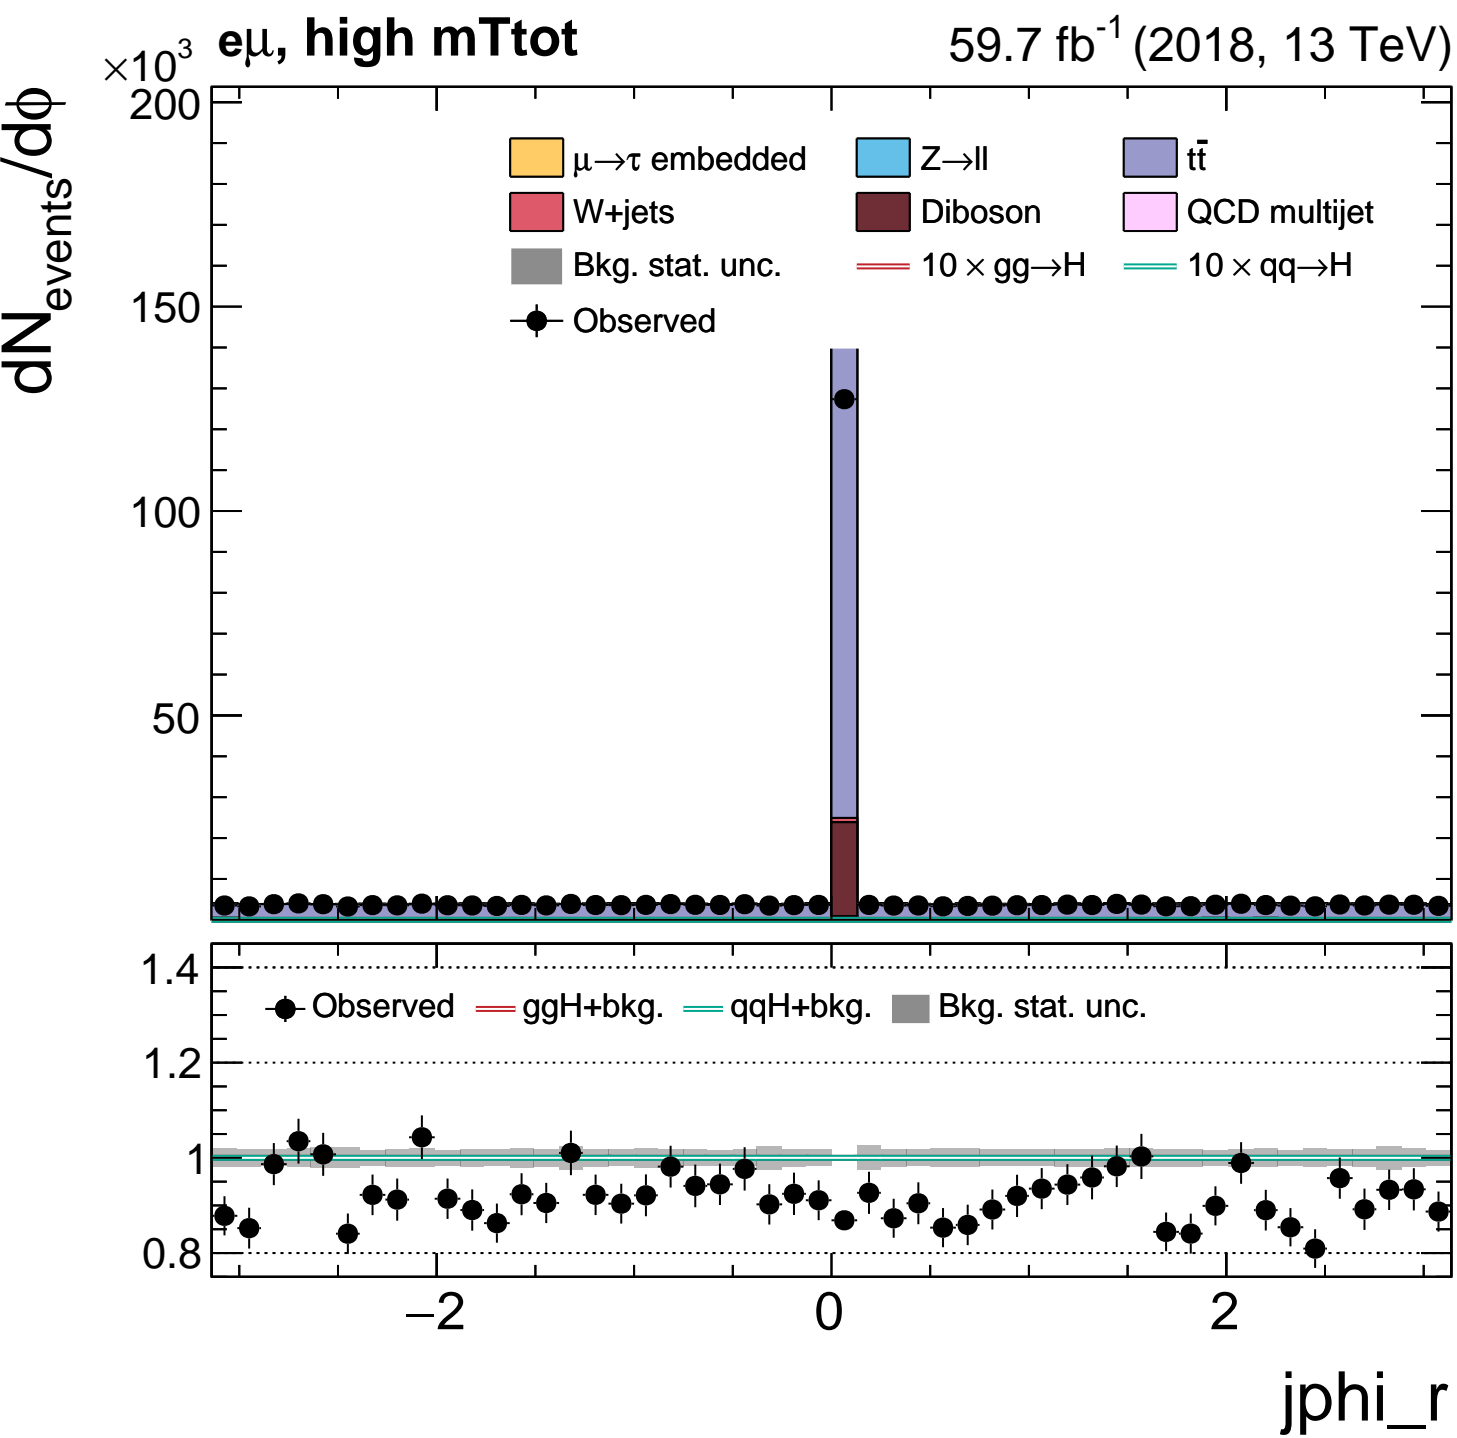 eμ, high mTtot
59.7 fb⁻¹ (2018, 13 TeV)
×10³
dN_events/dϕ
200
150
100
50
μ→τ embedded
Z→ll
tt̄
W+jets
Diboson
QCD multijet
Bkg. stat. unc.
10 × gg→H
10 × qq→H
Observed
1.4
1.2
1
0.8
Observed
ggH+bkg.
qqH+bkg.
Bkg. stat. unc.
−2
0
2
jphi_r